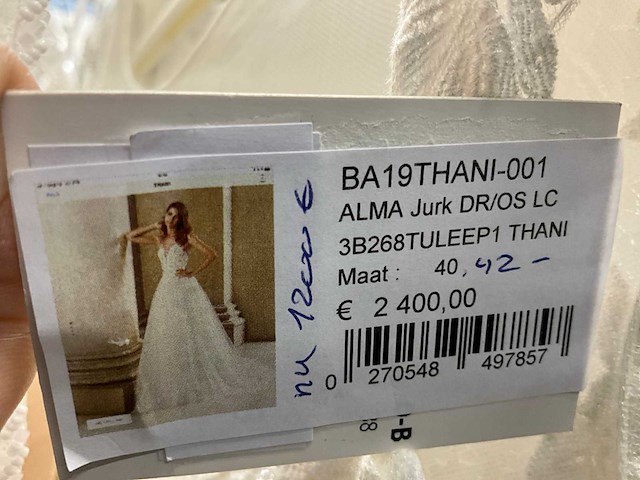 BA19THANI-001
ALMA Jurk DR/OS LC
3B268TULEEP1 THANI
Maat : 40, 42 -
€ 2 400,00
0 270548 497857
nu 1200 €
-B